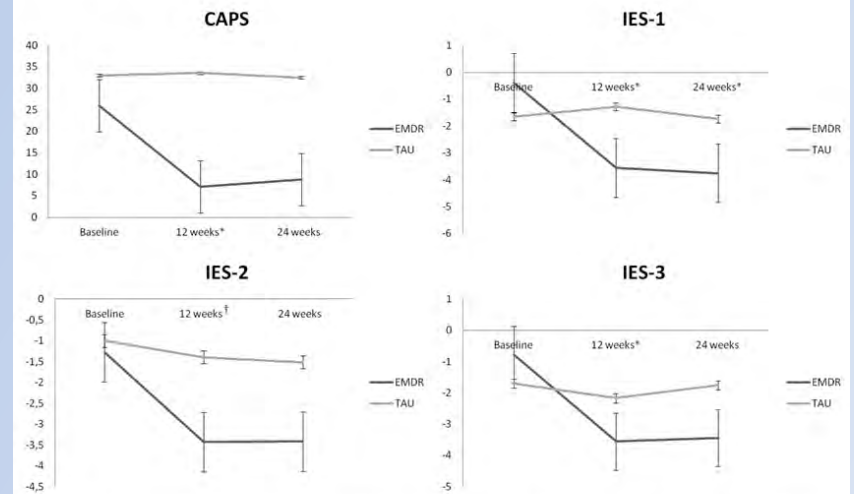 CAPS
40
35
30
25
20
15
10
5
0
Baseline
12 weeks*
24 weeks
EMDR
TAU
IES-1
1
0
-1
-2
-3
-4
-5
-6
Baseline
12 weeks*
24 weeks*
EMDR
TAU
IES-2
0
-0,5
-1
-1,5
-2
-2,5
-3
-3,5
-4
-4,5
Baseline
12 weeks†
24 weeks
EMDR
TAU
IES-3
1
0
-1
-2
-3
-4
-5
Baseline
12 weeks*
24 weeks
EMDR
TAU